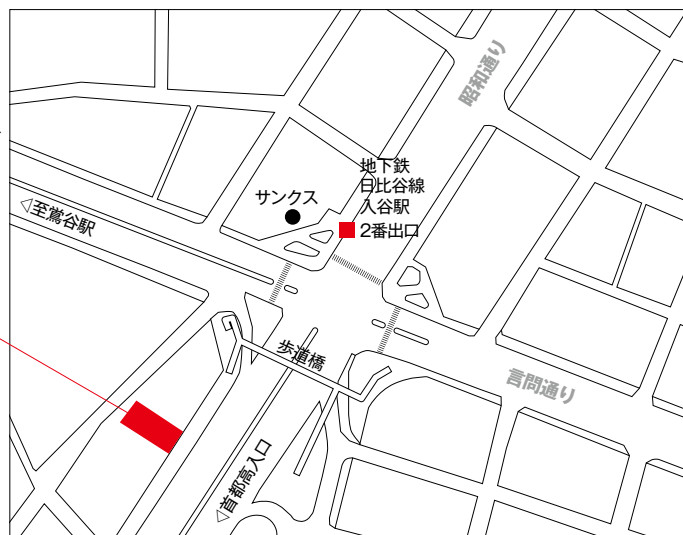 昭和通り
地下鉄
日比谷線
入谷駅
2番出口
サンクス
◁至鶯谷駅
歩道橋
言問通り
◁首都高入口